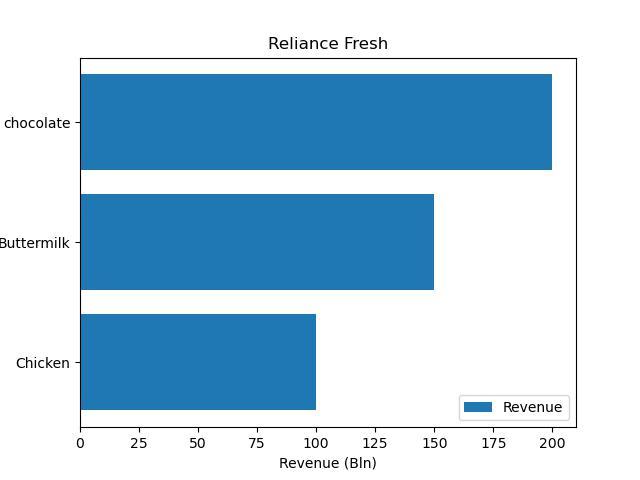 Reliance Fresh
chocolate
Buttermilk
Chicken
Revenue
0 25 50 75 100 125 150 175 200
Revenue (Bln)